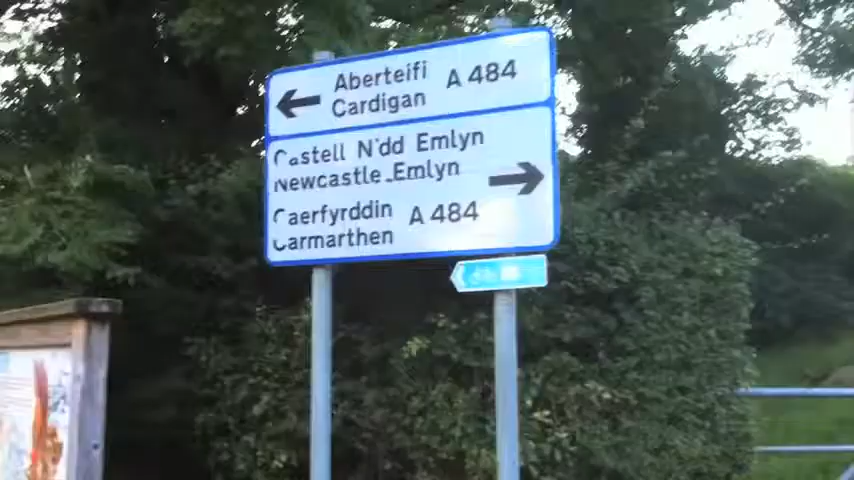 Aberteifi
Cardigan
A 484
Castell N'dd Emlyn
Newcastle Emlyn
Caerfyrddin
Carmarthen
A 484